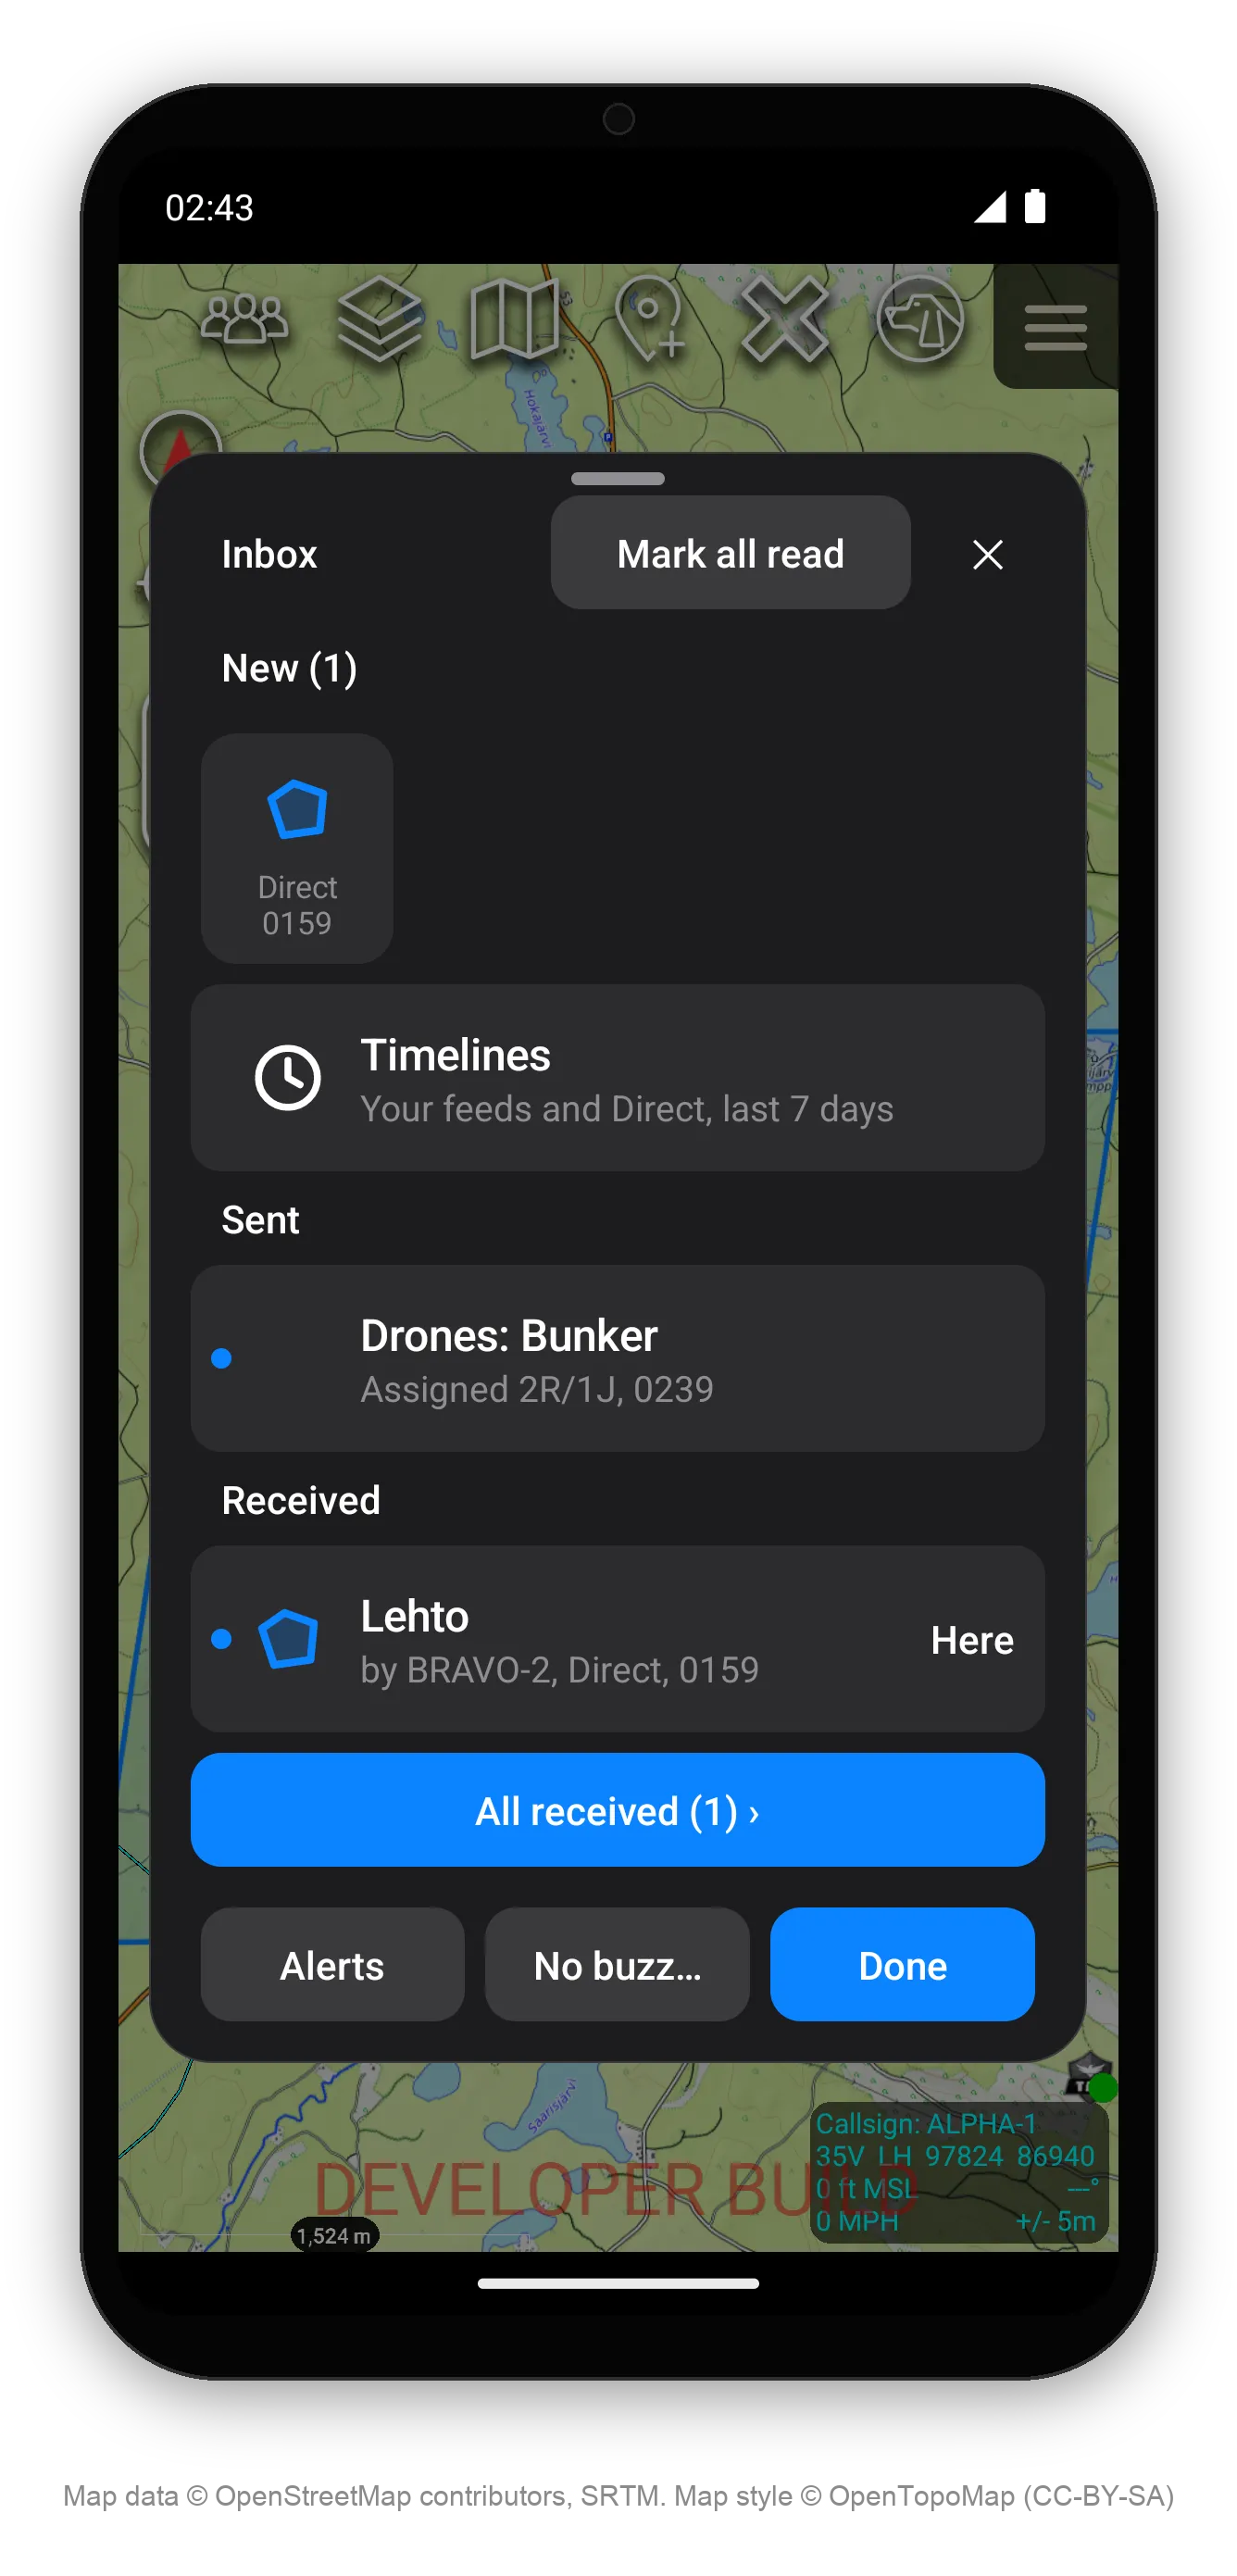 02:43
53
Hokajärvi
Inbox
Mark all read
New (1)
Direct
0159
Timelines
Your feeds and Direct, last 7 days
Sent
Drones: Bunker
Assigned 2R/1J, 0239
Received
Lehto
by BRAVO-2, Direct, 0159
Here
All received (1) ›
Alerts
No buzz…
Done
Saarisjärvi
Callsign: ALPHA-1
35V LH 97824 86940
0 ft MSL
---°
0 MPH
+/- 5m
DEVELOPER BUILD
1,524 m
Map data © OpenStreetMap contributors, SRTM. Map style © OpenTopoMap (CC-BY-SA)